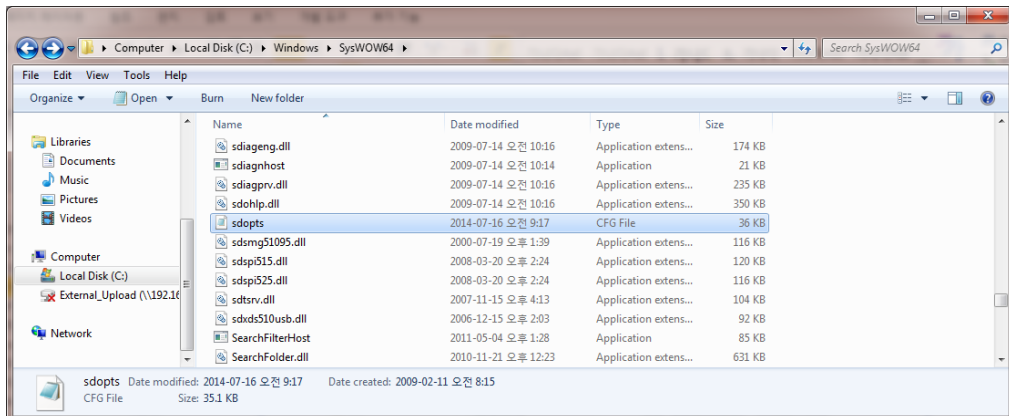 Computer ▸ Local Disk (C:) ▸ Windows ▸ SysWOW64 ▸ Search SysWOW64
File Edit View Tools Help
Organize Open Burn New folder
Name Date modified Type Size
Libraries
Documents
Music
Pictures
Videos
Computer
Local Disk (C:)
External_Upload (\\192.16
Network
sdiageng.dll 2009-07-14 오전 10:16 Application extens... 174 KB
sdiagnhost 2009-07-14 오전 10:14 Application 21 KB
sdiagprv.dll 2009-07-14 오전 10:16 Application extens... 235 KB
sdohlp.dll 2009-07-14 오전 10:16 Application extens... 350 KB
sdopts 2014-07-16 오전 9:17 CFG File 36 KB
sdsmg51095.dll 2000-07-19 오후 1:39 Application extens... 116 KB
sdspi515.dll 2008-03-20 오후 2:24 Application extens... 120 KB
sdspi525.dll 2008-03-20 오후 2:24 Application extens... 116 KB
sdtsrv.dll 2007-11-15 오후 4:13 Application extens... 104 KB
sdxds510usb.dll 2006-12-15 오후 2:03 Application extens... 92 KB
SearchFilterHost 2011-05-04 오후 1:28 Application 85 KB
SearchFolder.dll 2010-11-21 오후 12:23 Application extens... 631 KB
sdopts Date modified: 2014-07-16 오전 9:17 Date created: 2009-02-11 오전 8:15
CFG File Size: 35.1 KB